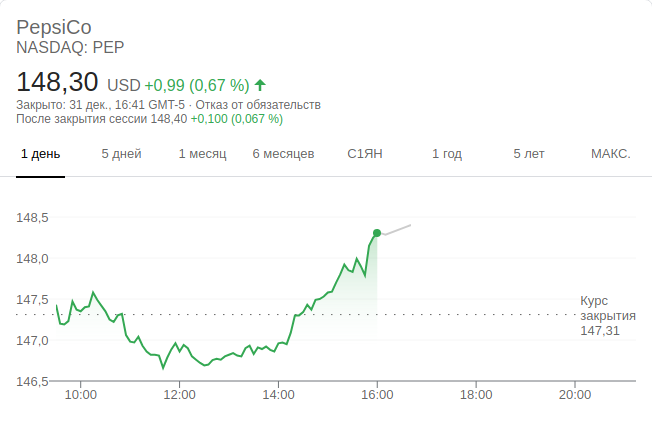 PepsiCo
NASDAQ: PEP
148,30 USD +0,99 (0,67 %)
Закрыто: 31 дек., 16:41 GMT-5 · Отказ от обязательств
После закрытия сессии 148,40 +0,100 (0,067 %)
1 день 5 дней 1 месяц 6 месяцев С1ЯН 1 год 5 лет МАКС.
148,5
148,0
147,5
147,0
146,5
Курс
закрытия
147,31
10:00 12:00 14:00 16:00 18:00 20:00